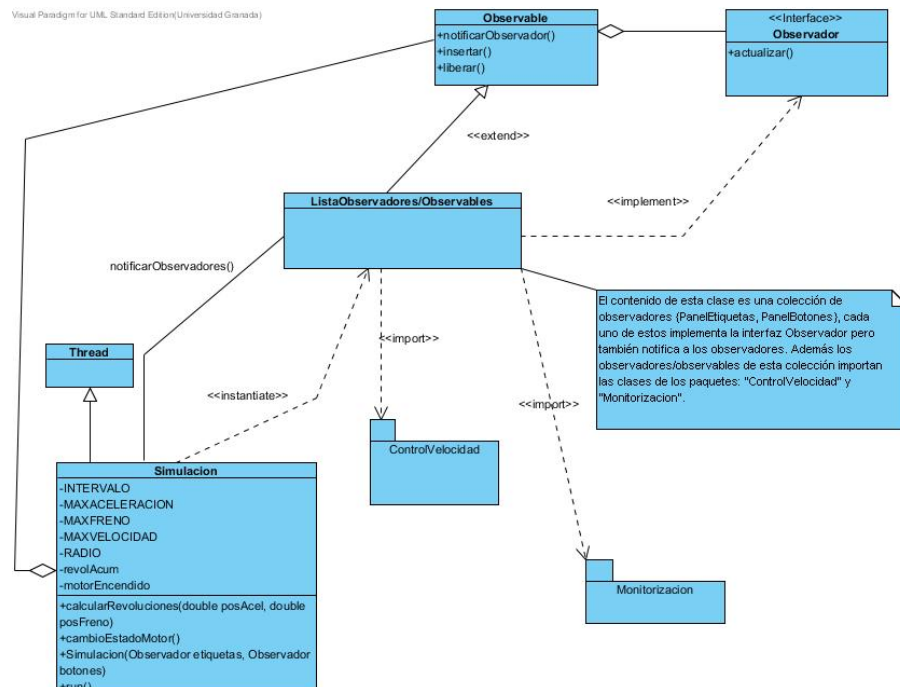 Visual Paradigm for UML Standard Edition(Universidad Granada)
Observable
+notificarObservador()
+insertar()
+liberar()
<<Interface>>
Observador
+actualizar()
<<extend>>
ListaObservadores/Observables
<<implement>>
notificarObservadores()
El contenido de esta clase es una colección de
observadores {PanelEtiquetas, PanelBotones}, cada
uno de estos implementa la interfaz Observador pero
también notifica a los observadores. Además los
observadores/observables de esta colección importan
las clases de los paquetes: "ControlVelocidad" y
"Monitorizacion".
Thread
<<import>>
<<instantiate>>
<<import>>
ControlVelocidad
Simulacion
-INTERVALO
-MAXACELERACION
-MAXFRENO
-MAXVELOCIDAD
-RADIO
-revolAcum
-motorEncendido
Monitorizacion
+calcularRevoluciones(double posAcel, double
posFreno)
+cambioEstadoMotor()
+Simulacion(Observador etiquetas, Observador
botones)
+run()